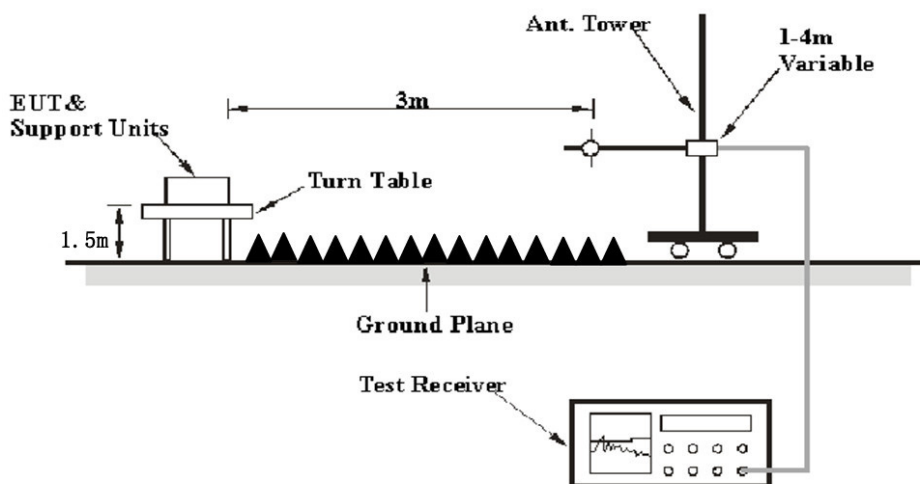 Ant. Tower
1-4m
Variable
3m
EUT&
Support Units
Turn Table
1.5m
Ground Plane
Test Receiver